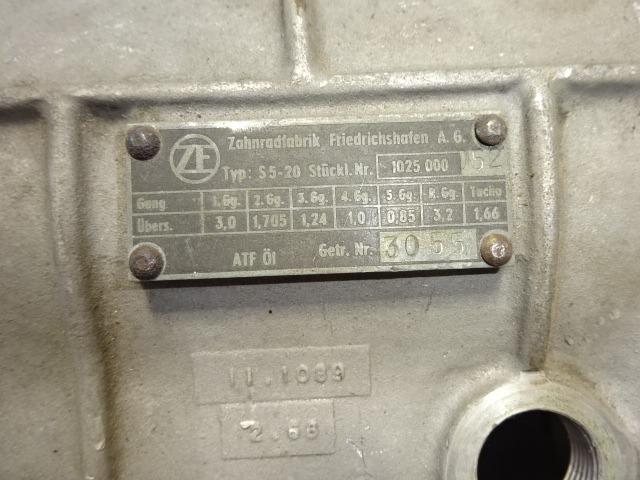 ZF
Zahnradfabrik Friedrichshafen A.G.
Typ: S5-20 Stückl. Nr. 1025 000 152
Gang 1.Gg. 2.Gg. 3.Gg. 4.Gg. 5.Gg. R.Gg. Tacho
Übers. 3,0 1,705 1,24 1,0 0,85 3,2 1,66
ATF Öl Getr. Nr. 3055
11.1089
2.68